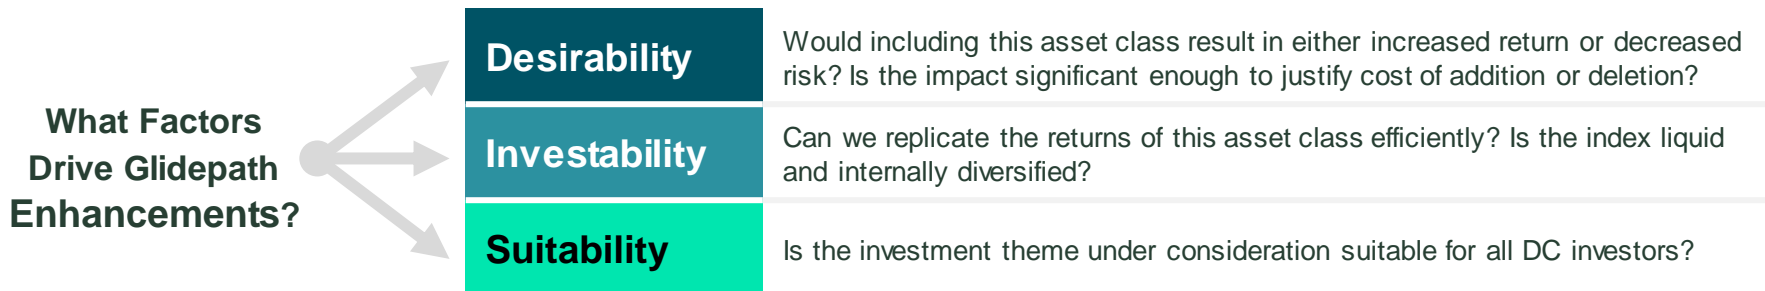 What Factors
Drive Glidepath
Enhancements?
Desirability
Would including this asset class result in either increased return or decreased
risk? Is the impact significant enough to justify cost of addition or deletion?
Investability
Can we replicate the returns of this asset class efficiently? Is the index liquid
and internally diversified?
Suitability
Is the investment theme under consideration suitable for all DC investors?